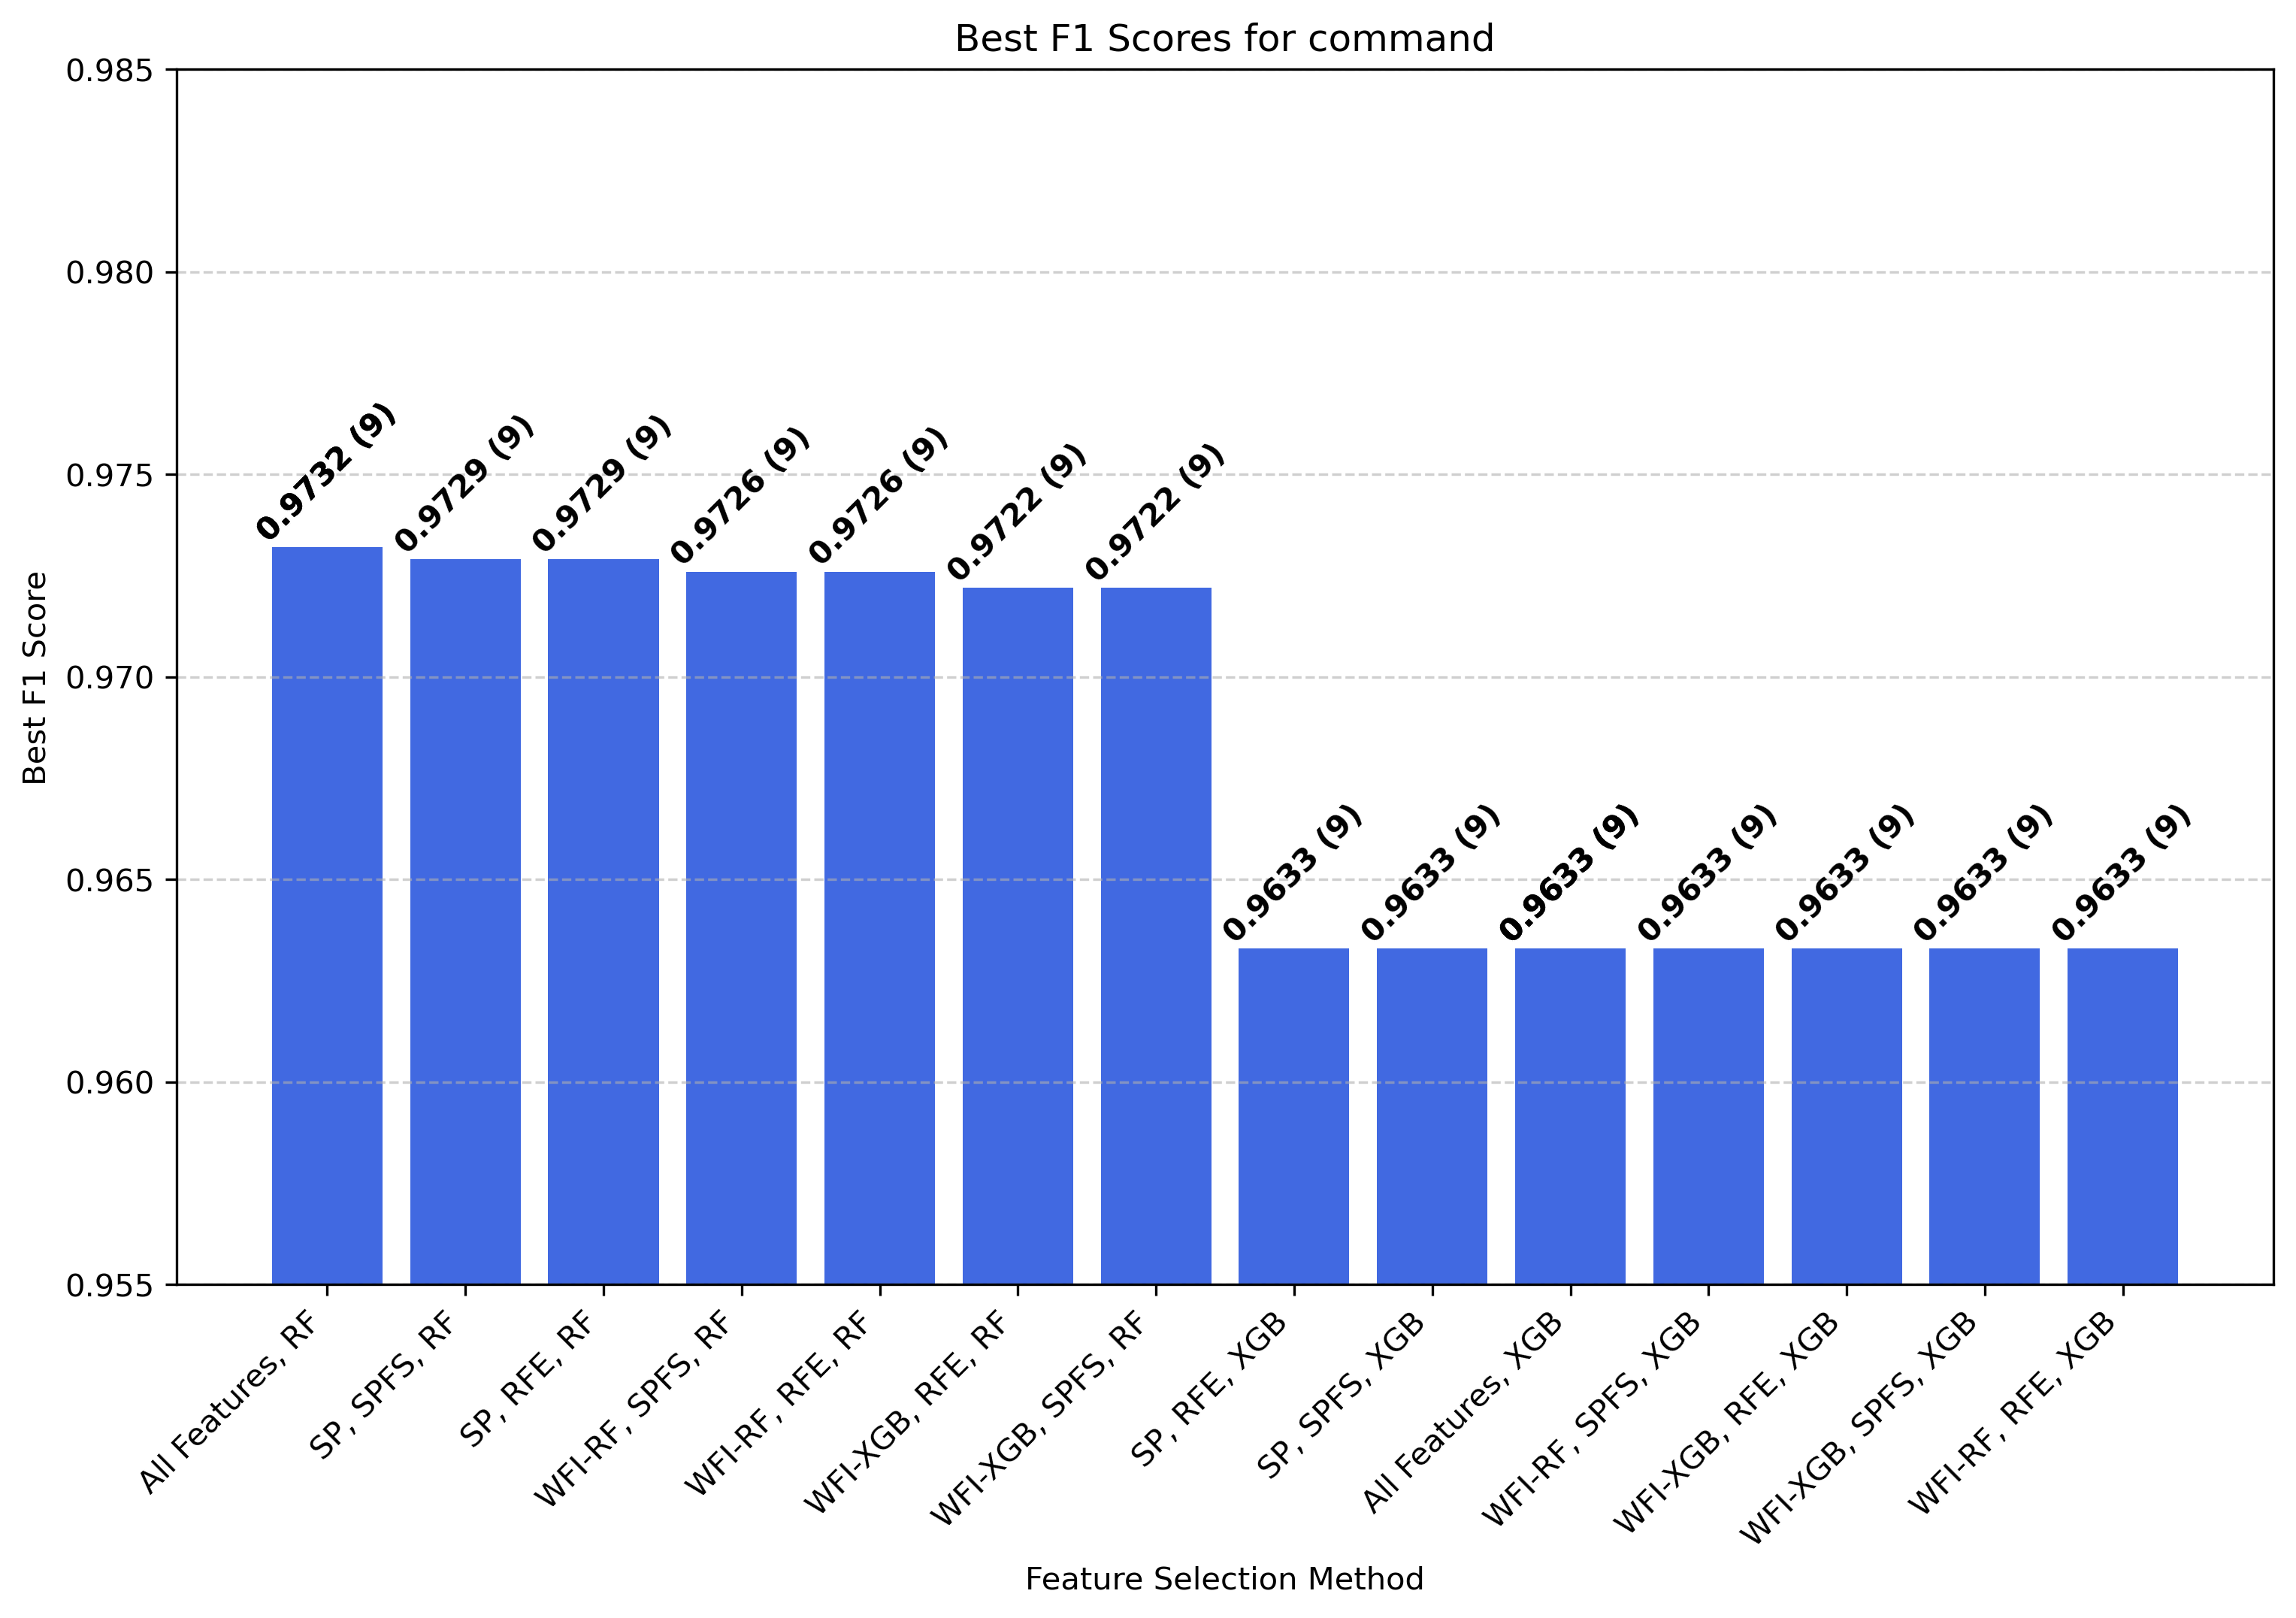 Best F1 Scores for command
Best F1 Score
0.985
0.980
0.975
0.970
0.965
0.960
0.955
0.9732 (9)
0.9729 (9)
0.9729 (9)
0.9726 (9)
0.9726 (9)
0.9722 (9)
0.9722 (9)
0.9633 (9)
0.9633 (9)
0.9633 (9)
0.9633 (9)
0.9633 (9)
0.9633 (9)
0.9633 (9)
All Features, RF
SP, SPFS, RF
SP, RFE, RF
WFI-RF, SPFS, RF
WFI-RF, RFE, RF
WFI-XGB, RFE, RF
WFI-XGB, SPFS, RF
SP, RFE, XGB
SP, SPFS, XGB
All Features, XGB
WFI-RF, SPFS, XGB
WFI-XGB, RFE, XGB
WFI-XGB, SPFS, XGB
WFI-RF, RFE, XGB
Feature Selection Method